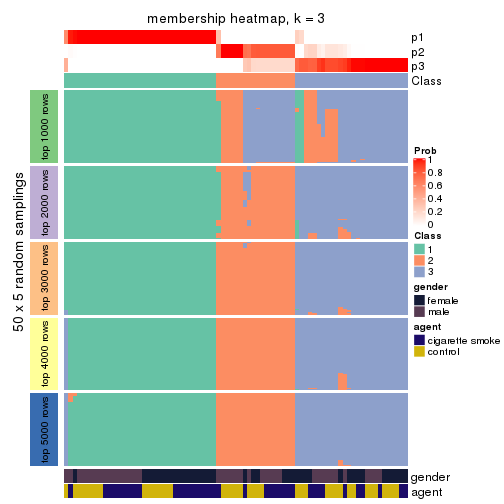 membership heatmap, k = 3
p1
p2
p3
Class
50 x 5 random samplings
top 1000 rows
top 2000 rows
top 3000 rows
top 4000 rows
top 5000 rows
gender
agent
Prob
1
0.8
0.6
0.4
0.2
0
Class
1
2
3
gender
female
male
agent
cigarette smoke
control